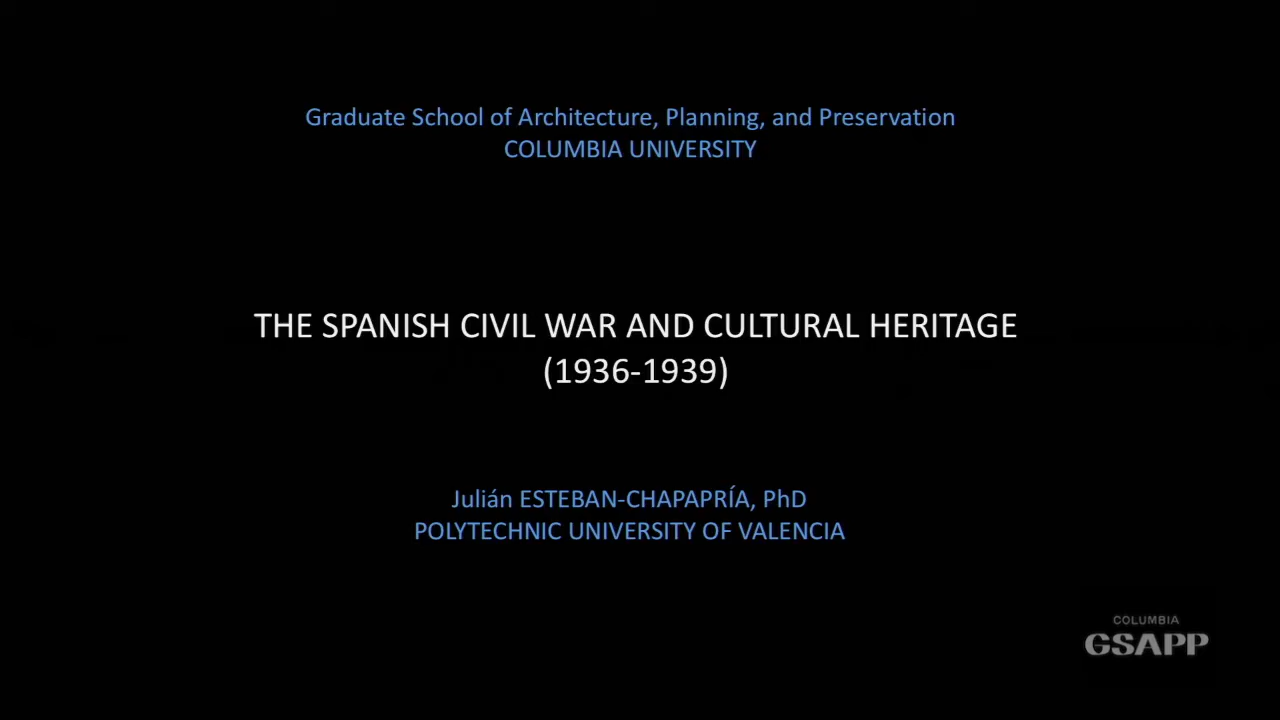 Graduate School of Architecture, Planning, and Preservation
COLUMBIA UNIVERSITY
THE SPANISH CIVIL WAR AND CULTURAL HERITAGE
(1936-1939)
Julián ESTEBAN-CHAPAPRÍA, PhD
POLYTECHNIC UNIVERSITY OF VALENCIA
COLUMBIA
GSAPP